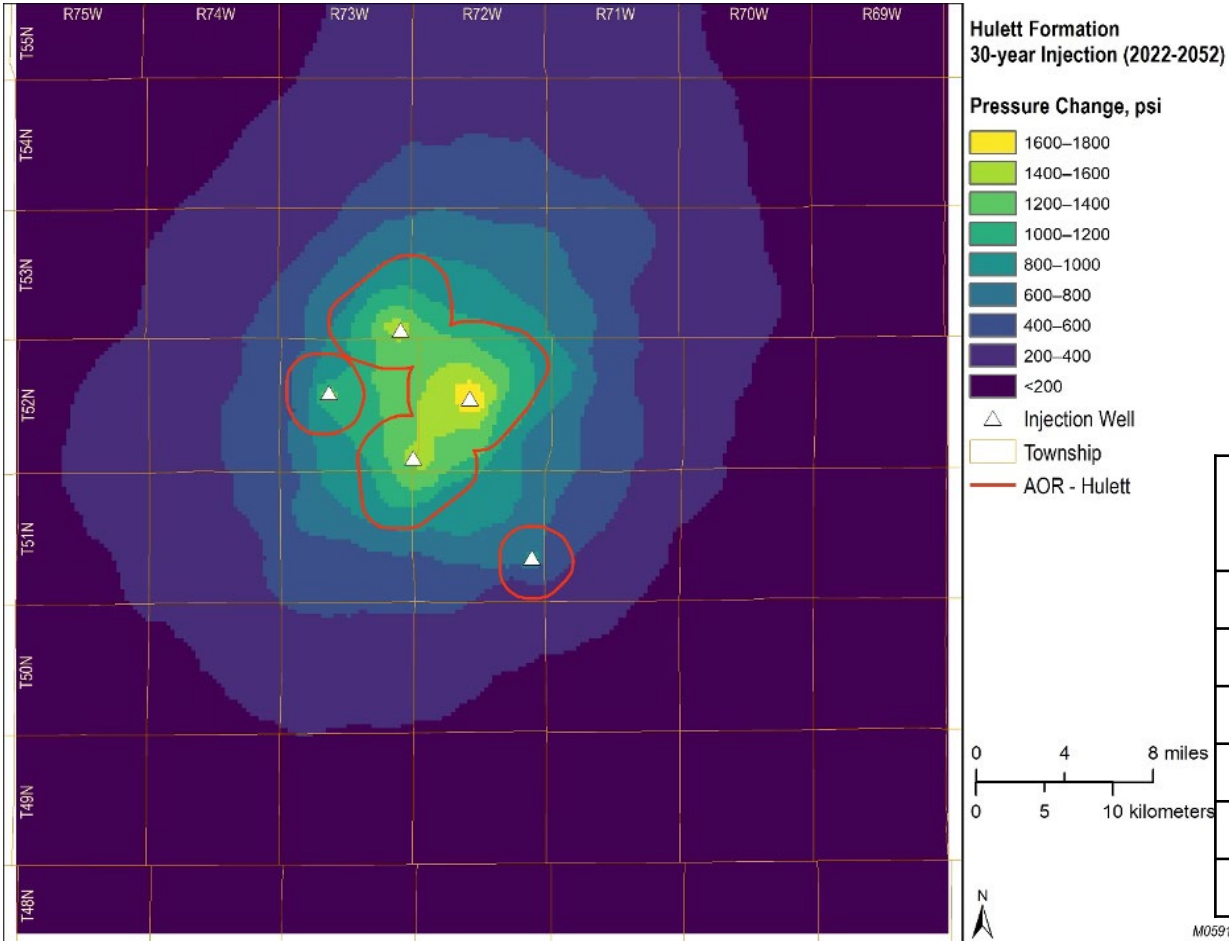 R75W
R74W
R73W
R72W
R71W
R70W
R69W
T55N
T54N
T53N
T52N
T51N
T50N
T49N
T48N
Hulett Formation
30-year Injection (2022-2052)
Pressure Change, psi
1600–1800
1400–1600
1200–1400
1000–1200
800–1000
600–800
400–600
200–400
<200
Injection Well
Township
AOR - Hulett
0 4 8 miles
0 5 10 kilometers
N